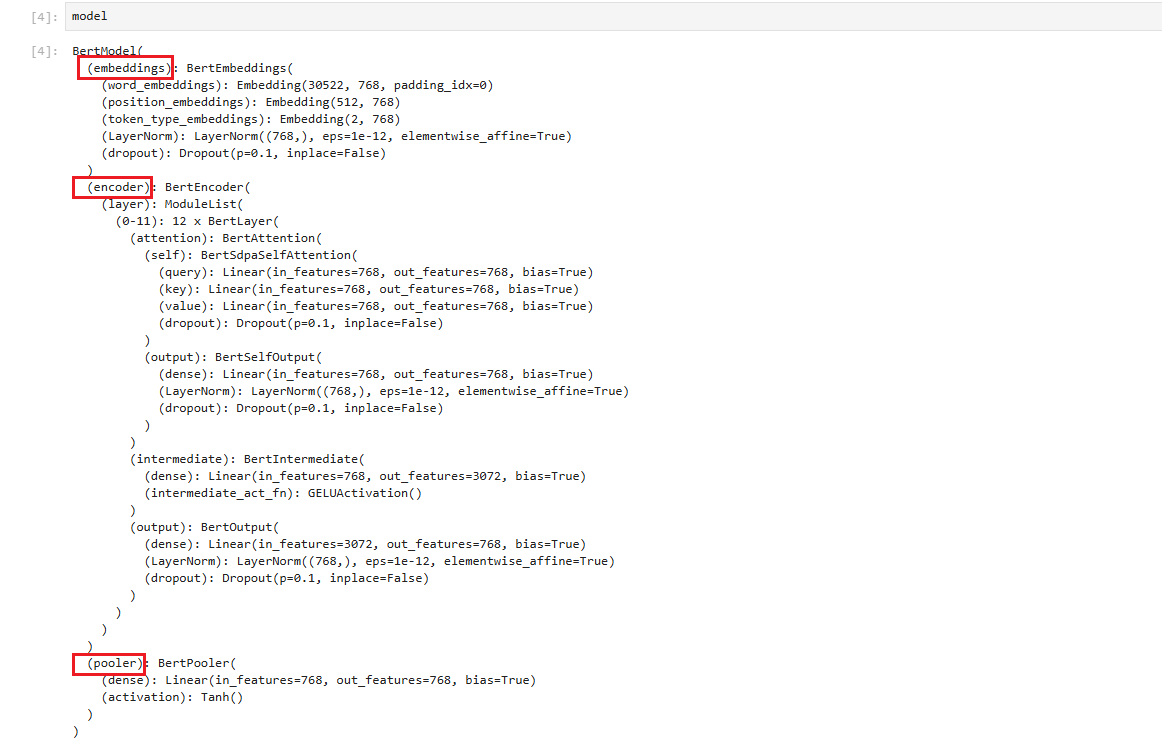 [4]: model
[4]: BertModel(
  (embeddings): BertEmbeddings(
    (word_embeddings): Embedding(30522, 768, padding_idx=0)
    (position_embeddings): Embedding(512, 768)
    (token_type_embeddings): Embedding(2, 768)
    (LayerNorm): LayerNorm((768,), eps=1e-12, elementwise_affine=True)
    (dropout): Dropout(p=0.1, inplace=False)
  )
  (encoder): BertEncoder(
    (layer): ModuleList(
      (0-11): 12 x BertLayer(
        (attention): BertAttention(
          (self): BertSdpaSelfAttention(
            (query): Linear(in_features=768, out_features=768, bias=True)
            (key): Linear(in_features=768, out_features=768, bias=True)
            (value): Linear(in_features=768, out_features=768, bias=True)
            (dropout): Dropout(p=0.1, inplace=False)
          )
          (output): BertSelfOutput(
            (dense): Linear(in_features=768, out_features=768, bias=True)
            (LayerNorm): LayerNorm((768,), eps=1e-12, elementwise_affine=True)
            (dropout): Dropout(p=0.1, inplace=False)
          )
        )
        (intermediate): BertIntermediate(
          (dense): Linear(in_features=768, out_features=3072, bias=True)
          (intermediate_act_fn): GELUActivation()
        )
        (output): BertOutput(
          (dense): Linear(in_features=3072, out_features=768, bias=True)
          (LayerNorm): LayerNorm((768,), eps=1e-12, elementwise_affine=True)
          (dropout): Dropout(p=0.1, inplace=False)
        )
      )
    )
  )
  (pooler): BertPooler(
    (dense): Linear(in_features=768, out_features=768, bias=True)
    (activation): Tanh()
  )
)